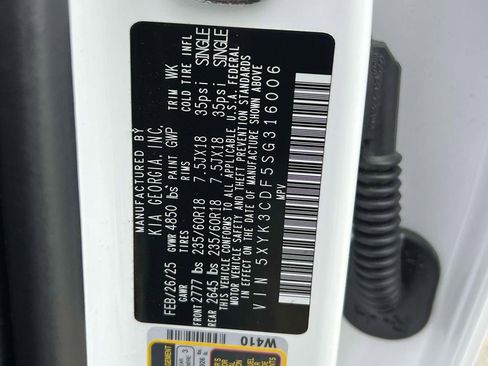 MANUFACTURED BY
KIA GEORGIA, INC.
FEB/26/25 GVWR 4850 lbs PAINT GWP TRIM WK
GAWR TIRES RIMS COLD TIRE INFL
FRONT 2777 lbs 235/60R18 7.5JX18 35psi SINGLE
REAR 2645 lbs 235/60R18 7.5JX18 35psi SINGLE
THIS VEHICLE CONFORMS TO ALL APPLICABLE U.S.A. FEDERAL
MOTOR VEHICLE SAFETY AND THEFT PREVENTION STANDARDS
IN EFFECT ON THE DATE OF MANUFACTURE SHOWN ABOVE
VIN 5XYK3CDF5SG316006
MPV
W410